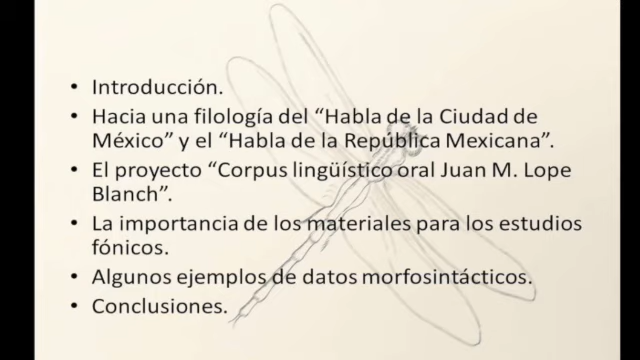 • Introducción.
• Hacia una filología del “Habla de la Ciudad de
México” y el “Habla de la República Mexicana”.
• El proyecto “Corpus lingüístico oral Juan M. Lope
Blanch”.
• La importancia de los materiales para los estudios
fónicos.
• Algunos ejemplos de datos morfosintácticos.
• Conclusiones.